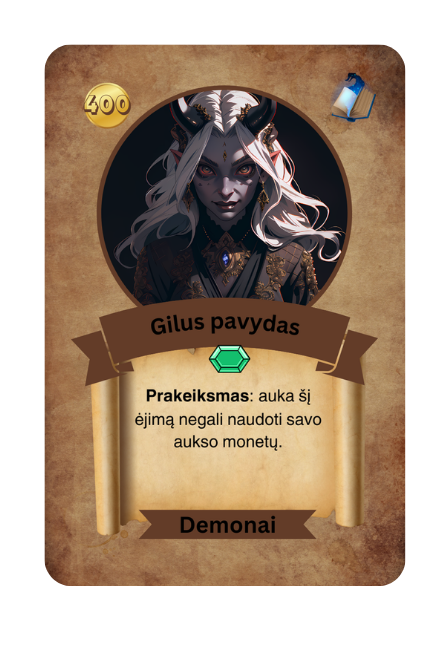 400
Gilus pavydas
Prakeiksmas: auka šį
ėjimą negali naudoti savo
aukso monetų.
Demonai